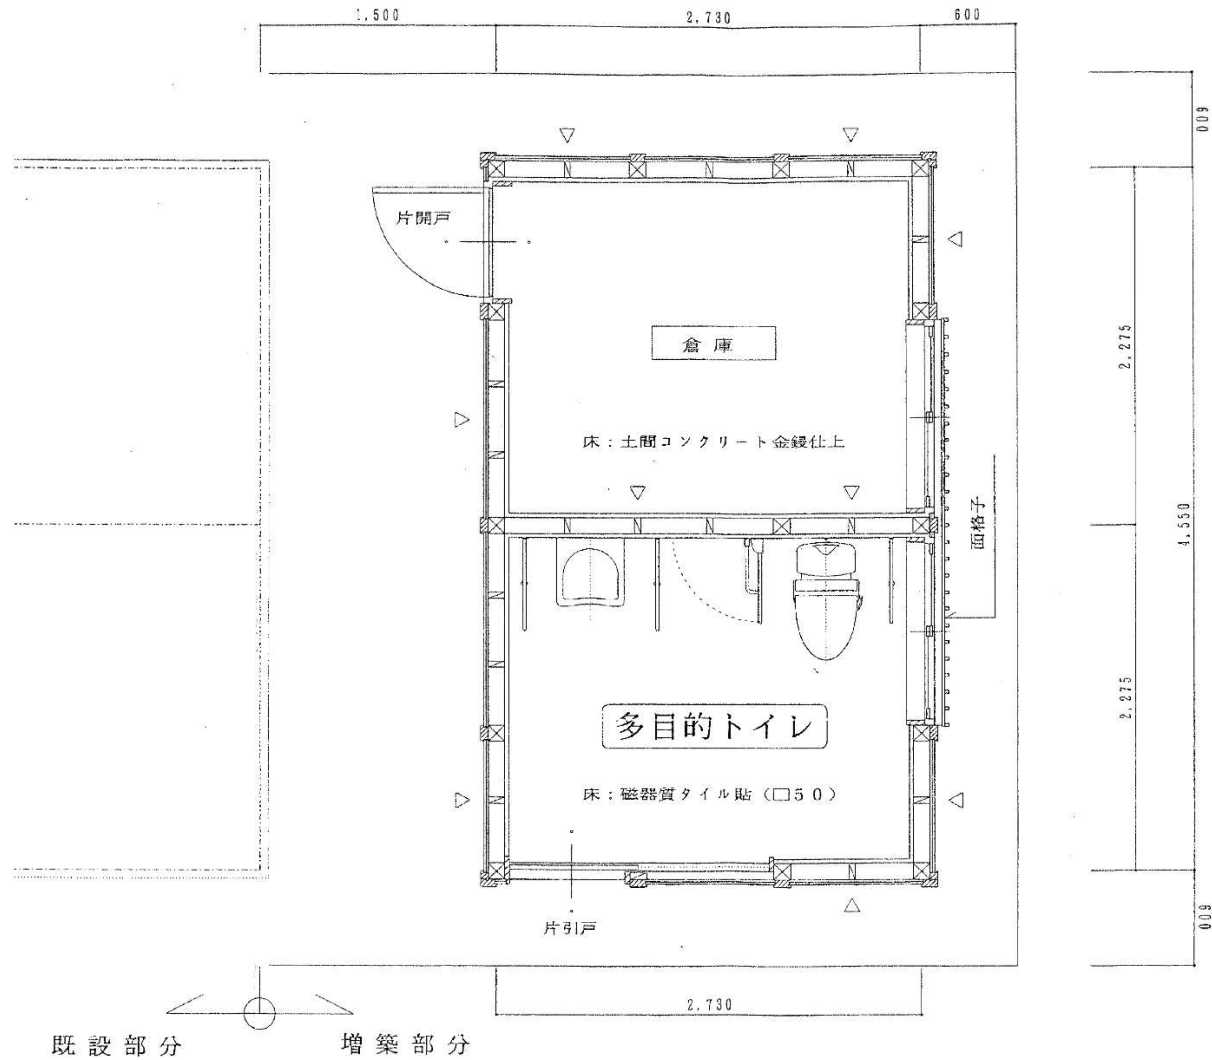 1,500
2,730
600
600
片開戸
倉庫
2,275
床：土間コンクリート金鏝仕上
面格子
4,550
多目的トイレ
2,275
床：磁器質タイル貼（□50）
600
片引戸
2,730
既設部分
増築部分